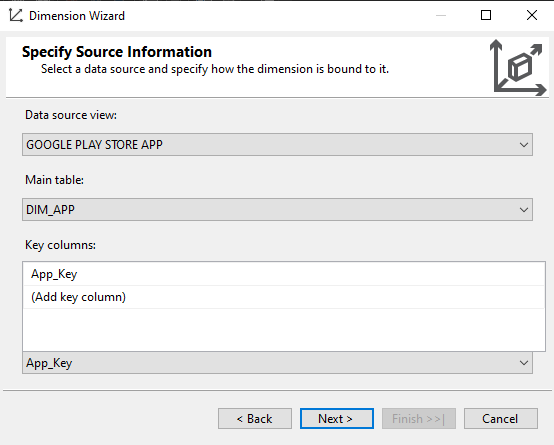 Dimension Wizard
Specify Source Information
Select a data source and specify how the dimension is bound to it.
Data source view:
GOOGLE PLAY STORE APP
Main table:
DIM_APP
Key columns:
App_Key
(Add key column)
App_Key
< Back
Next >
Finish >>|
Cancel